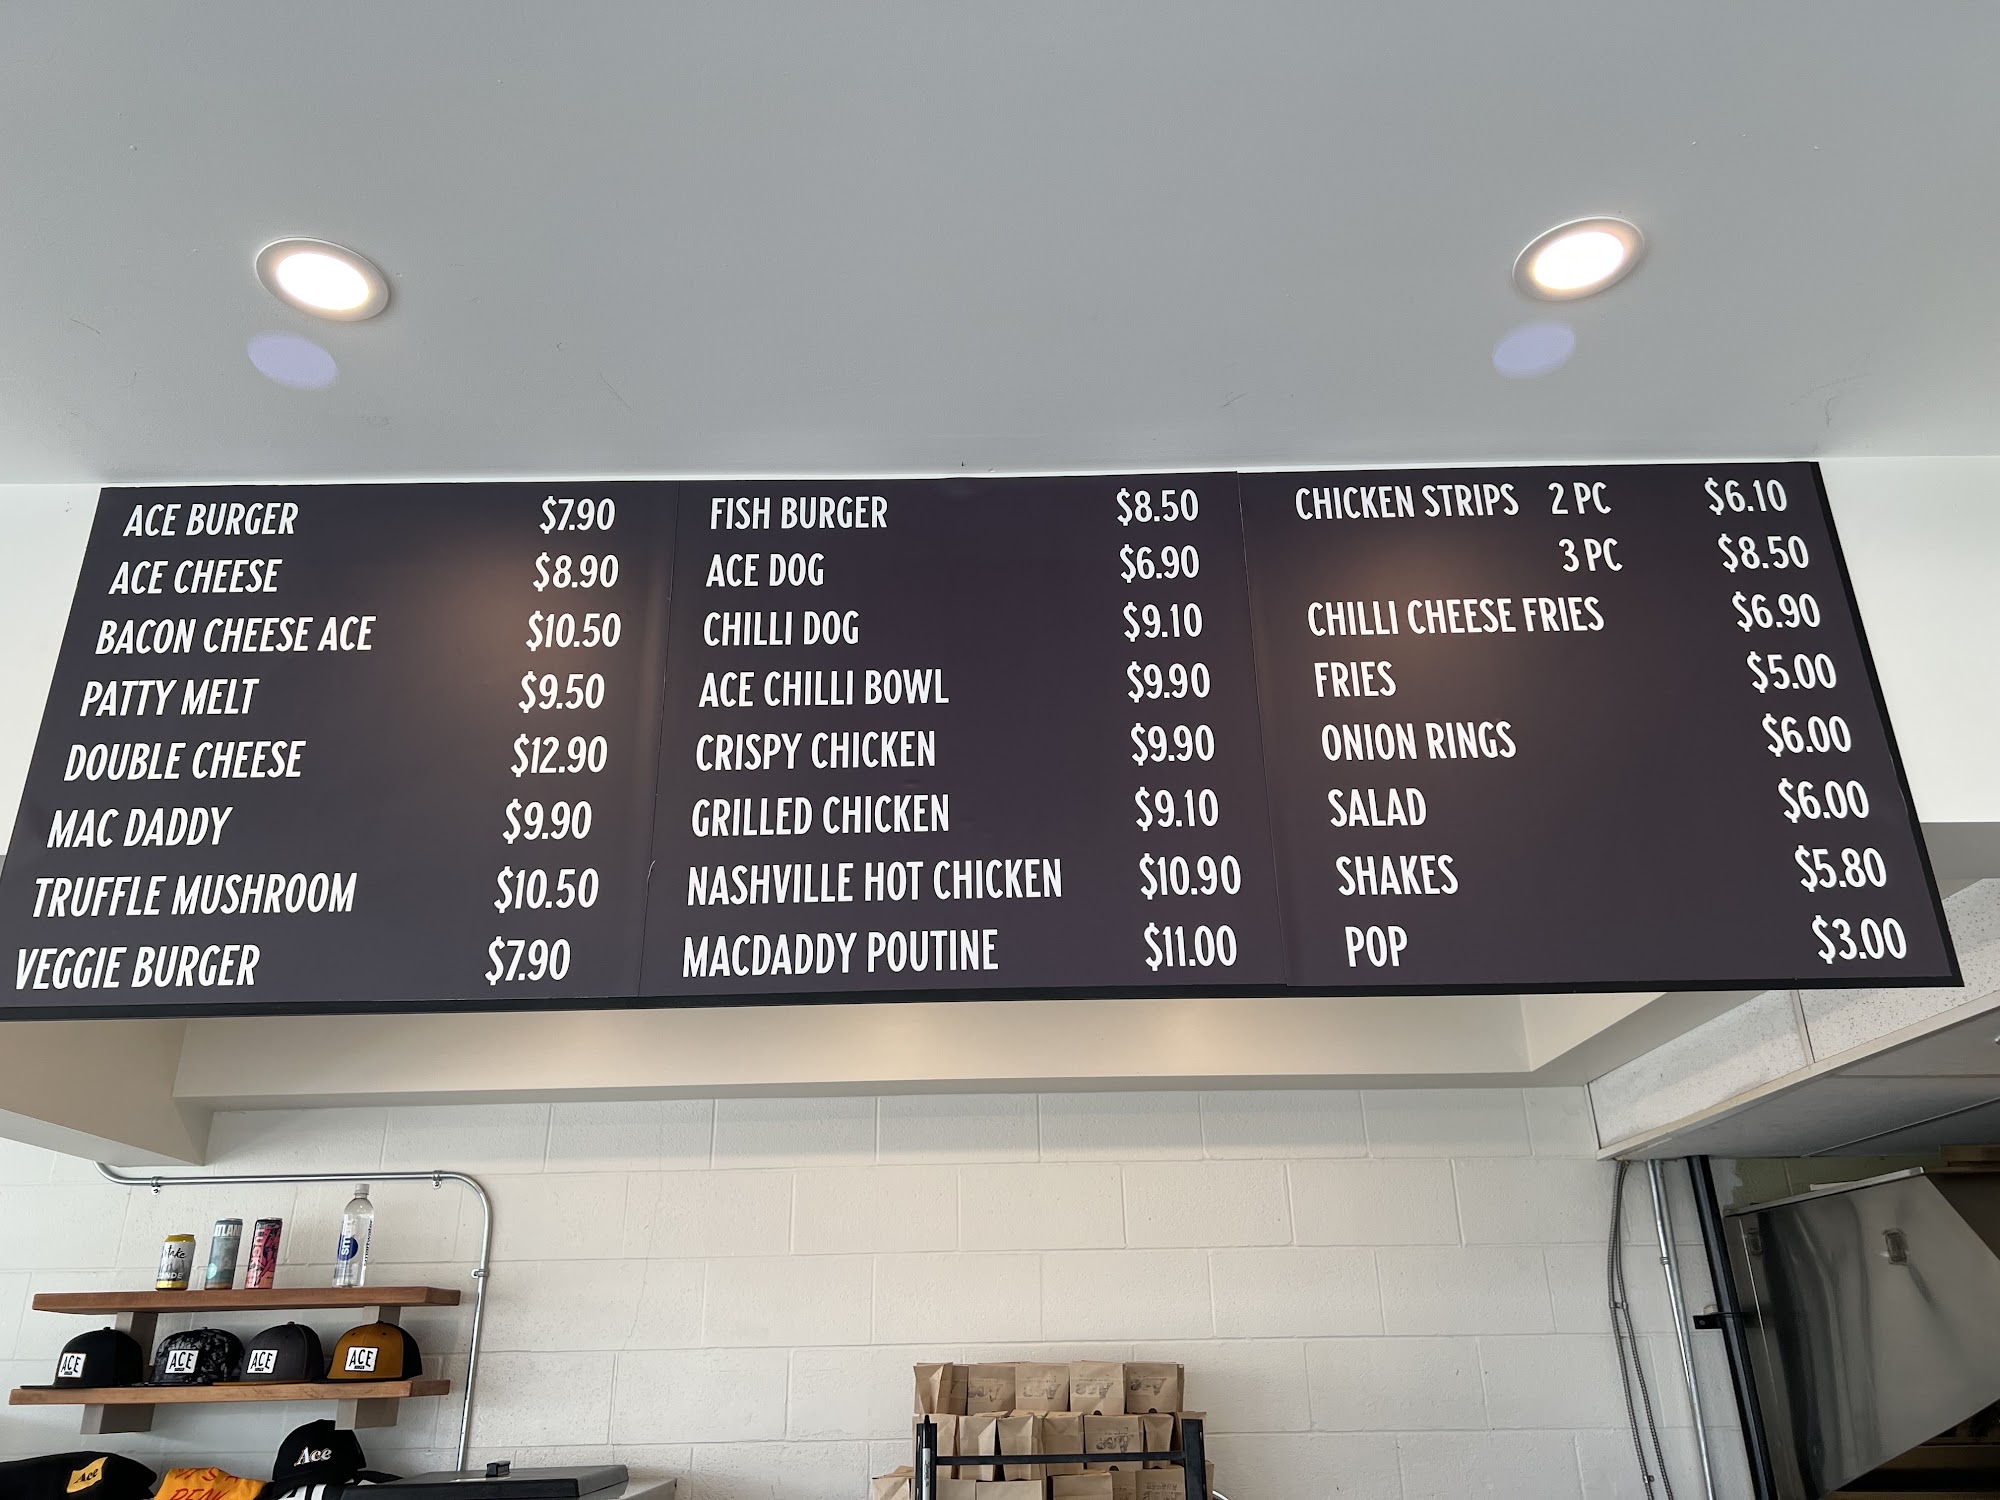 ACE BURGER $7.90
ACE CHEESE $8.90
BACON CHEESE ACE $10.50
PATTY MELT $9.50
DOUBLE CHEESE $12.90
MAC DADDY $9.90
TRUFFLE MUSHROOM $10.50
VEGGIE BURGER $7.90
FISH BURGER $8.50
ACE DOG $6.90
CHILLI DOG $9.10
ACE CHILLI BOWL $9.90
CRISPY CHICKEN $9.90
GRILLED CHICKEN $9.10
NASHVILLE HOT CHICKEN $10.90
MACDADDY POUTINE $11.00
CHICKEN STRIPS 2 PC $6.10
3 PC $8.50
CHILLI CHEESE FRIES $6.90
FRIES $5.00
ONION RINGS $6.00
SALAD $6.00
SHAKES $5.80
POP $3.00
smart
ACE
ACE
ACE
ACE
Ace
Ace